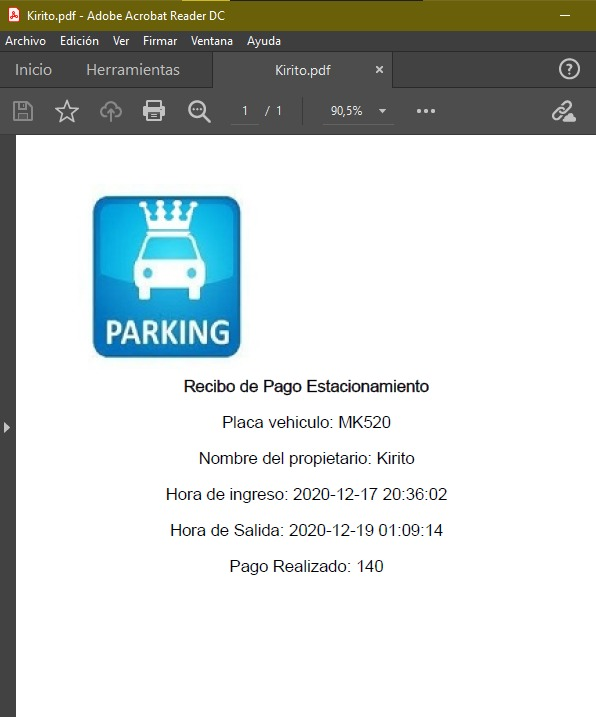 Kirito.pdf - Adobe Acrobat Reader DC
Archivo Edición Ver Firmar Ventana Ayuda
Inicio Herramientas Kirito.pdf ×
1 / 1 90,5%
PARKING
Recibo de Pago Estacionamiento
Placa vehiculo: MK520
Nombre del propietario: Kirito
Hora de ingreso: 2020-12-17 20:36:02
Hora de Salida: 2020-12-19 01:09:14
Pago Realizado: 140